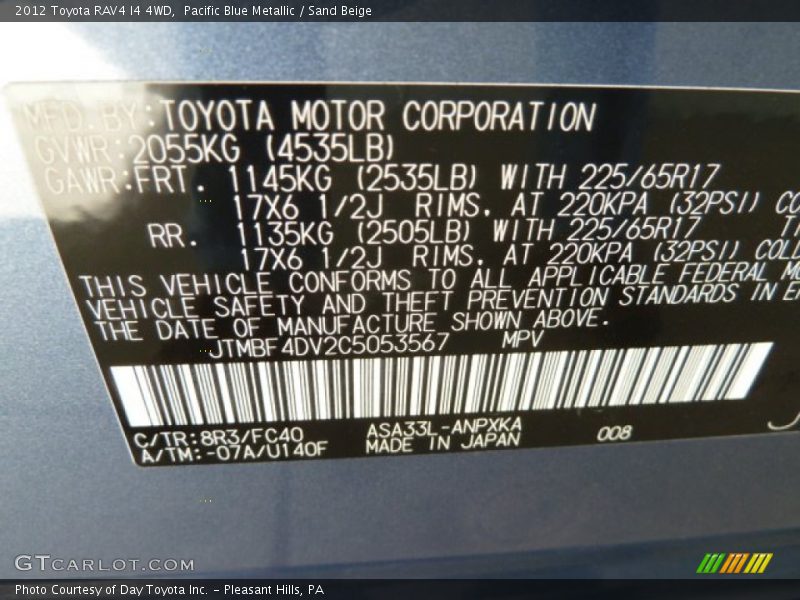 2012 Toyota RAV4 I4 4WD,  Pacific Blue Metallic / Sand Beige
MFD. BY: TOYOTA MOTOR CORPORATION
GVWR: 2055KG (4535LB)
GAWR: FRT. 1145KG (2535LB) WITH 225/65R17
17X6 1/2J RIMS, AT 220KPA (32PSI)
RR. 1135KG (2505LB) WITH 225/65R17
17X6 1/2J RIMS, AT 220KPA (32PSI) COLD
THIS VEHICLE CONFORMS TO ALL APPLICABLE FEDERAL
VEHICLE SAFETY AND THEFT PREVENTION STANDARDS IN
THE DATE OF MANUFACTURE SHOWN ABOVE.
JTMBF4DV2C5053567 MPV
C/TR: 8R3/FC40 ASA33L-ANPXKA 008
A/TM: -07A/U140F MADE IN JAPAN
GTCARLOT.COM
Photo Courtesy of Day Toyota Inc. - Pleasant Hills, PA